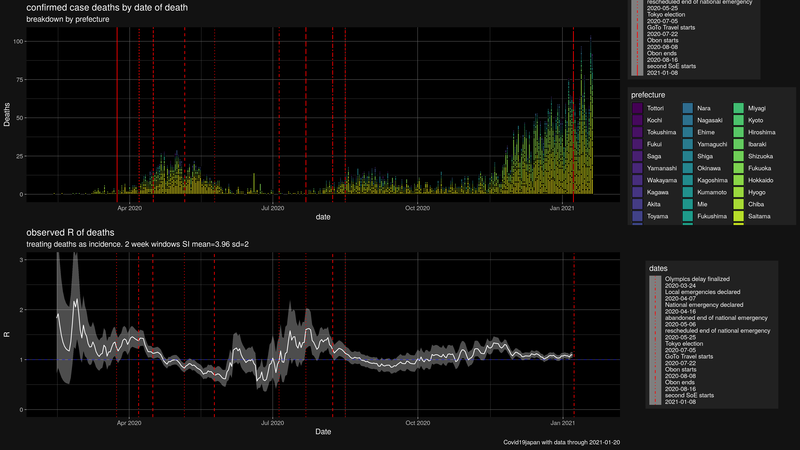 confirmed case deaths by date of death
breakdown by prefecture
100
75
50
25
0
Deaths
Apr 2020
Jul 2020
Oct 2020
Jan 2021
date
rescheduled end of national emergency
2020-05-25
Tokyo election
2020-07-05
GoTo Travel starts
2020-07-22
Obon starts
2020-08-08
Obon ends
2020-08-16
second SoE starts
2021-01-08
prefecture
Tottori Nara Miyagi
Kochi Nagasaki Kyoto
Tokushima Ehime Hiroshima
Fukui Yamaguchi Ibaraki
Saga Shiga Shizuoka
Yamanashi Okinawa Fukuoka
Wakayama Kagoshima Hokkaido
Kagawa Kumamoto Hyogo
Akita Mie Chiba
Toyama Fukushima Saitama
observed R of deaths
treating deaths as incidence. 2 week windows SI mean=3.96 sd=2
3
2
1
0
R
Apr 2020
Jul 2020
Oct 2020
Jan 2021
Date
dates
Olympics delay finalized
2020-03-24
Local emergencies declared
2020-04-07
National emergency declared
2020-04-16
abandoned end of national emergency
2020-05-06
rescheduled end of national emergency
2020-05-25
Tokyo election
2020-07-05
GoTo Travel starts
2020-07-22
Obon starts
2020-08-08
Obon ends
2020-08-16
second SoE starts
2021-01-08
Covid19japan with data through 2021-01-20